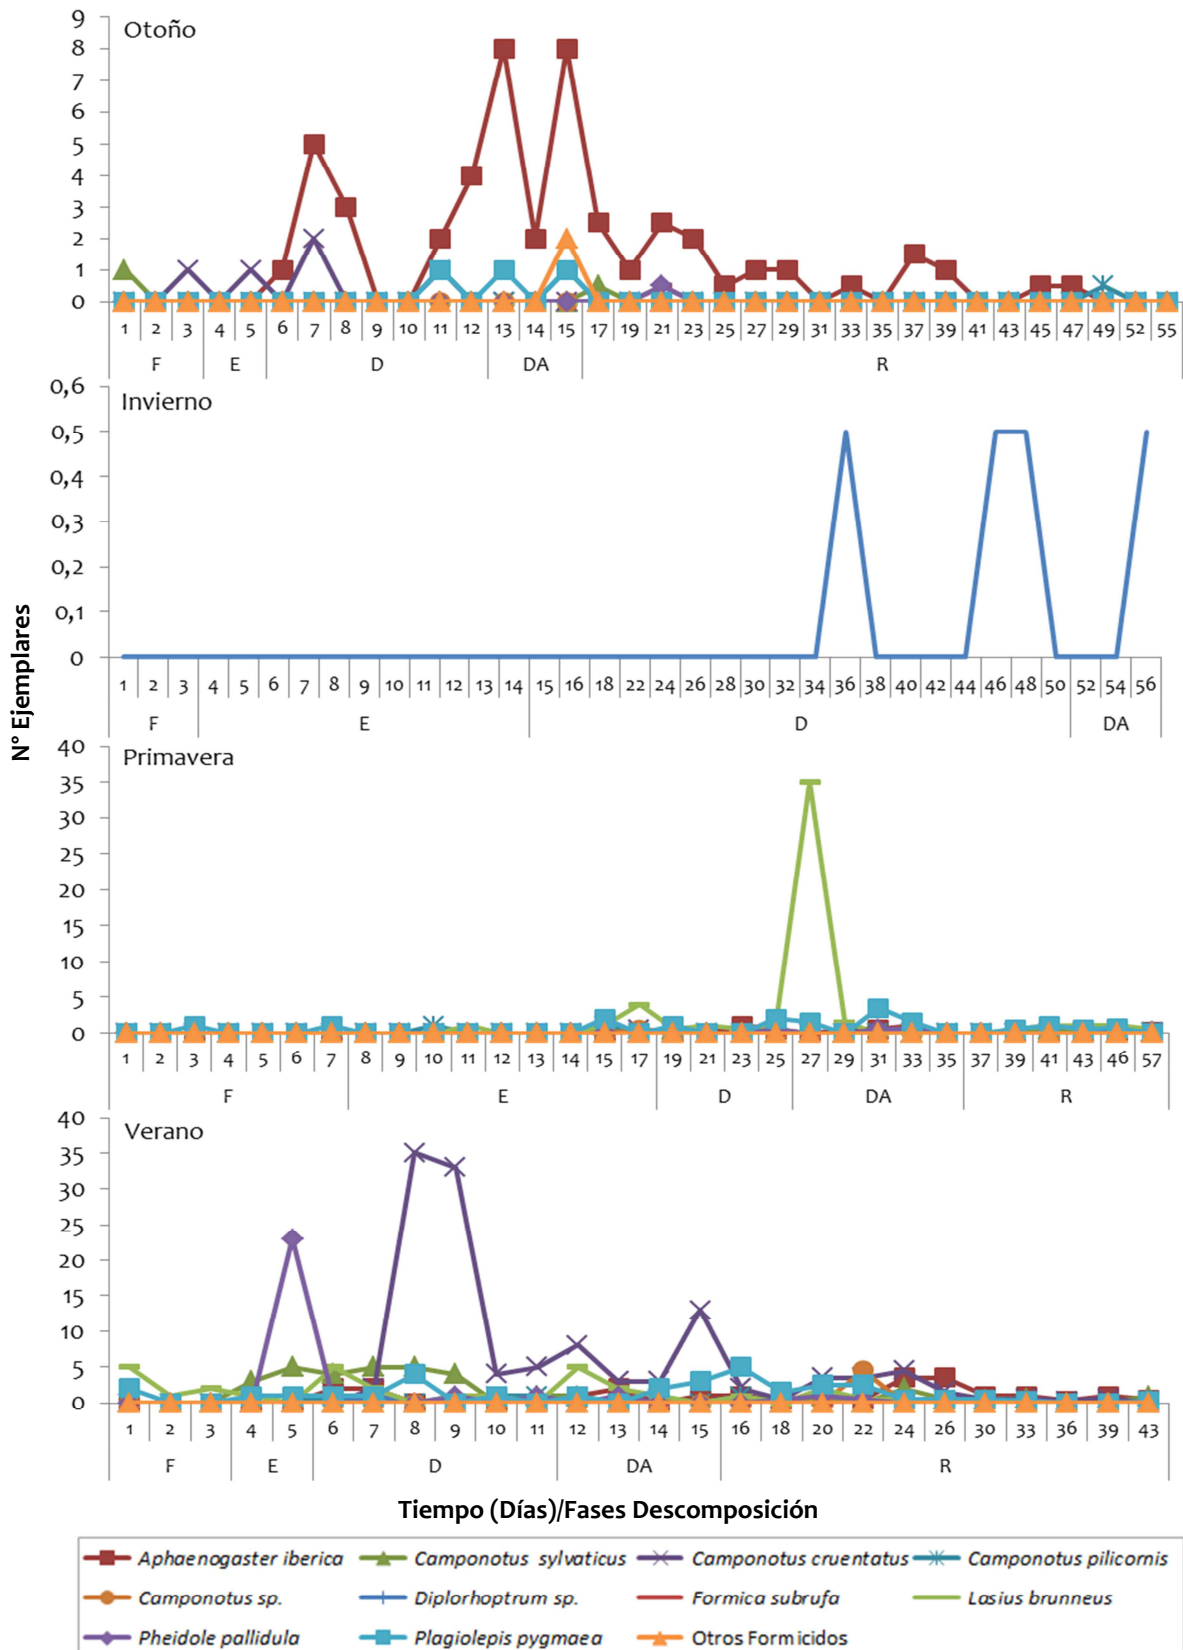 9
Otoño
8
7
6
5
4
3
2
1
0
1 2 3 4 5 6 7 8 9 10 11 12 13 14 15 17 19 21 23 25 27 29 31 33 35 37 39 41 43 45 47 49 52 55
F E D DA R
0,6
Invierno
0,5
0,4
0,3
0,2
0,1
0
1 2 3 4 5 6 7 8 9 10 11 12 13 14 15 16 18 22 24 26 28 30 32 34 36 38 40 42 44 46 48 50 52 54 56
F E D DA
N° Ejemplares
40
Primavera
35
30
25
20
15
10
5
0
1 2 3 4 5 6 7 8 9 10 11 12 13 14 15 17 19 21 23 25 27 29 31 33 35 37 39 41 43 46 57
F E D DA R
40
Verano
35
30
25
20
15
10
5
0
1 2 3 4 5 6 7 8 9 10 11 12 13 14 15 16 18 20 22 24 26 30 33 36 39 43
F E D DA R
Tiempo (Días)/Fases Descomposición
Aphaenogaster iberica Camponotus sylvaticus Camponotus cruentatus Camponotus pilicornis
Camponotus sp. Diplorhoptrum sp. Formica subrufa Lasius brunneus
Pheidole pallidula Plagiolepis pygmaea Otros Formicidos